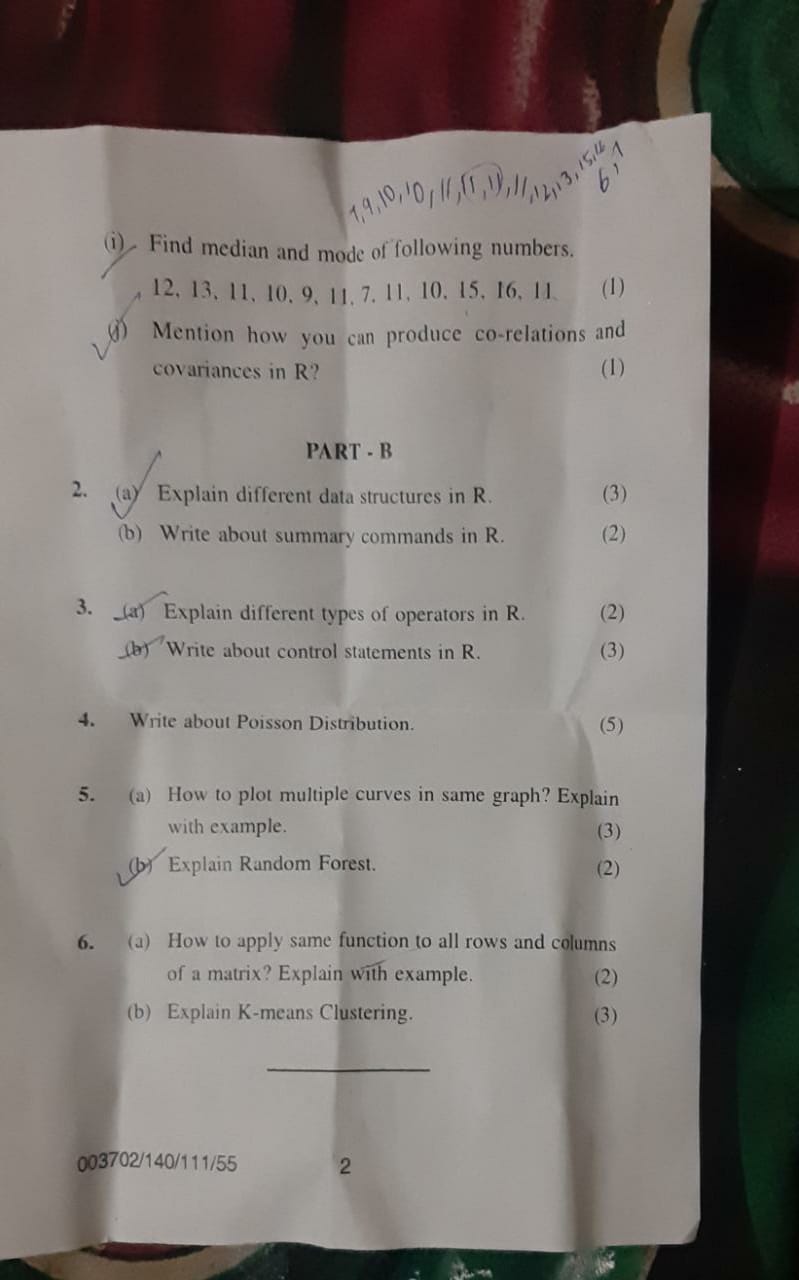 7,9,10,10,11,11,11,11,12,13,15,16
6,
(i) Find median and mode of following numbers.
12, 13, 11, 10, 9, 11, 7, 11, 10, 15, 16, 11 (1)
(j) Mention how you can produce co-relations and
covariances in R? (1)
PART - B
2. (a) Explain different data structures in R. (3)
(b) Write about summary commands in R. (2)
3. (a) Explain different types of operators in R. (2)
(b) Write about control statements in R. (3)
4. Write about Poisson Distribution. (5)
5. (a) How to plot multiple curves in same graph? Explain
with example. (3)
(b) Explain Random Forest. (2)
6. (a) How to apply same function to all rows and columns
of a matrix? Explain with example. (2)
(b) Explain K-means Clustering. (3)
003702/140/111/55 2